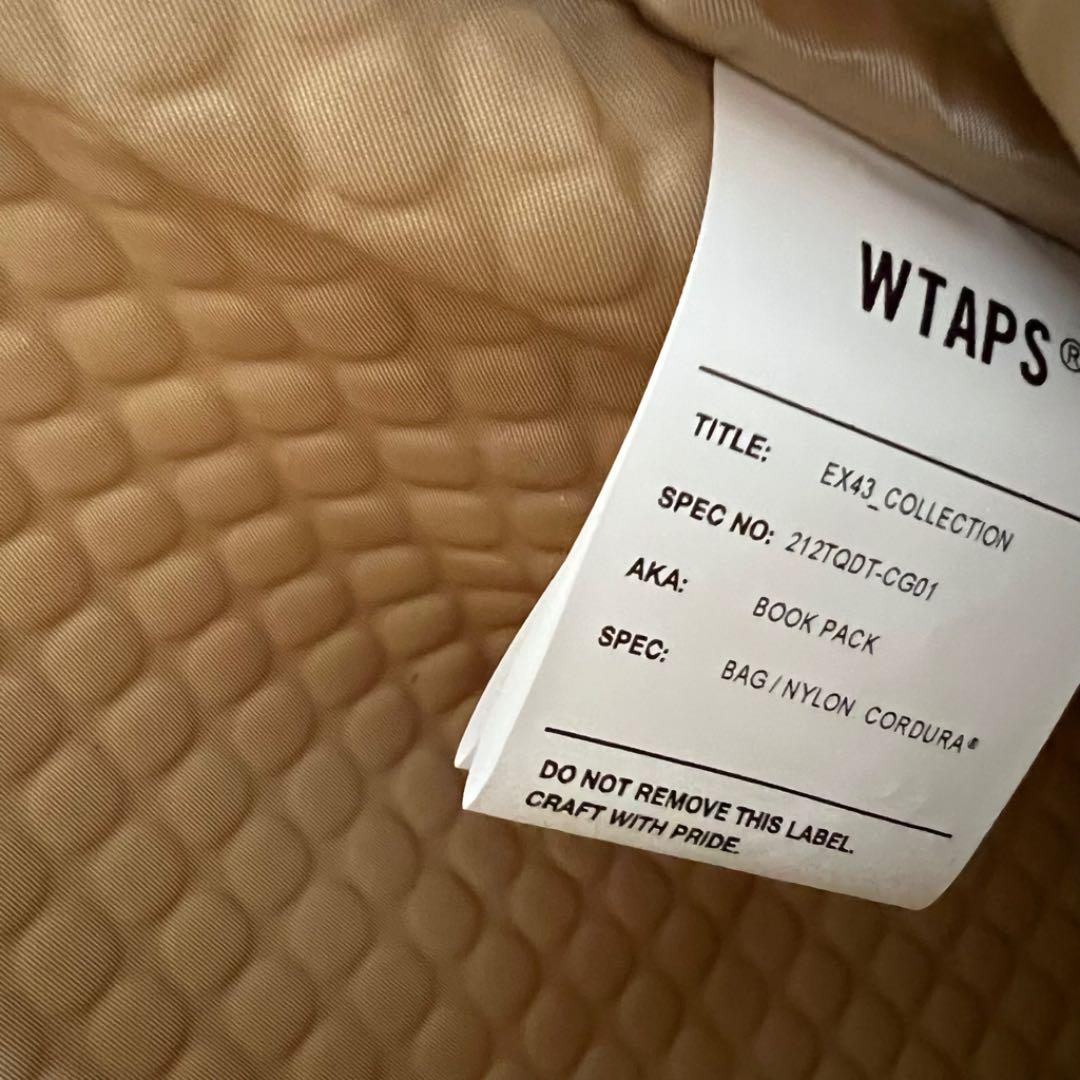 WTAPS®
TITLE: EX43_COLLECTION
SPEC NO: 212TQDT-CG01
AKA: BOOK PACK
SPEC: BAG / NYLON CORDURA®
DO NOT REMOVE THIS LABEL.
CRAFT WITH PRIDE.